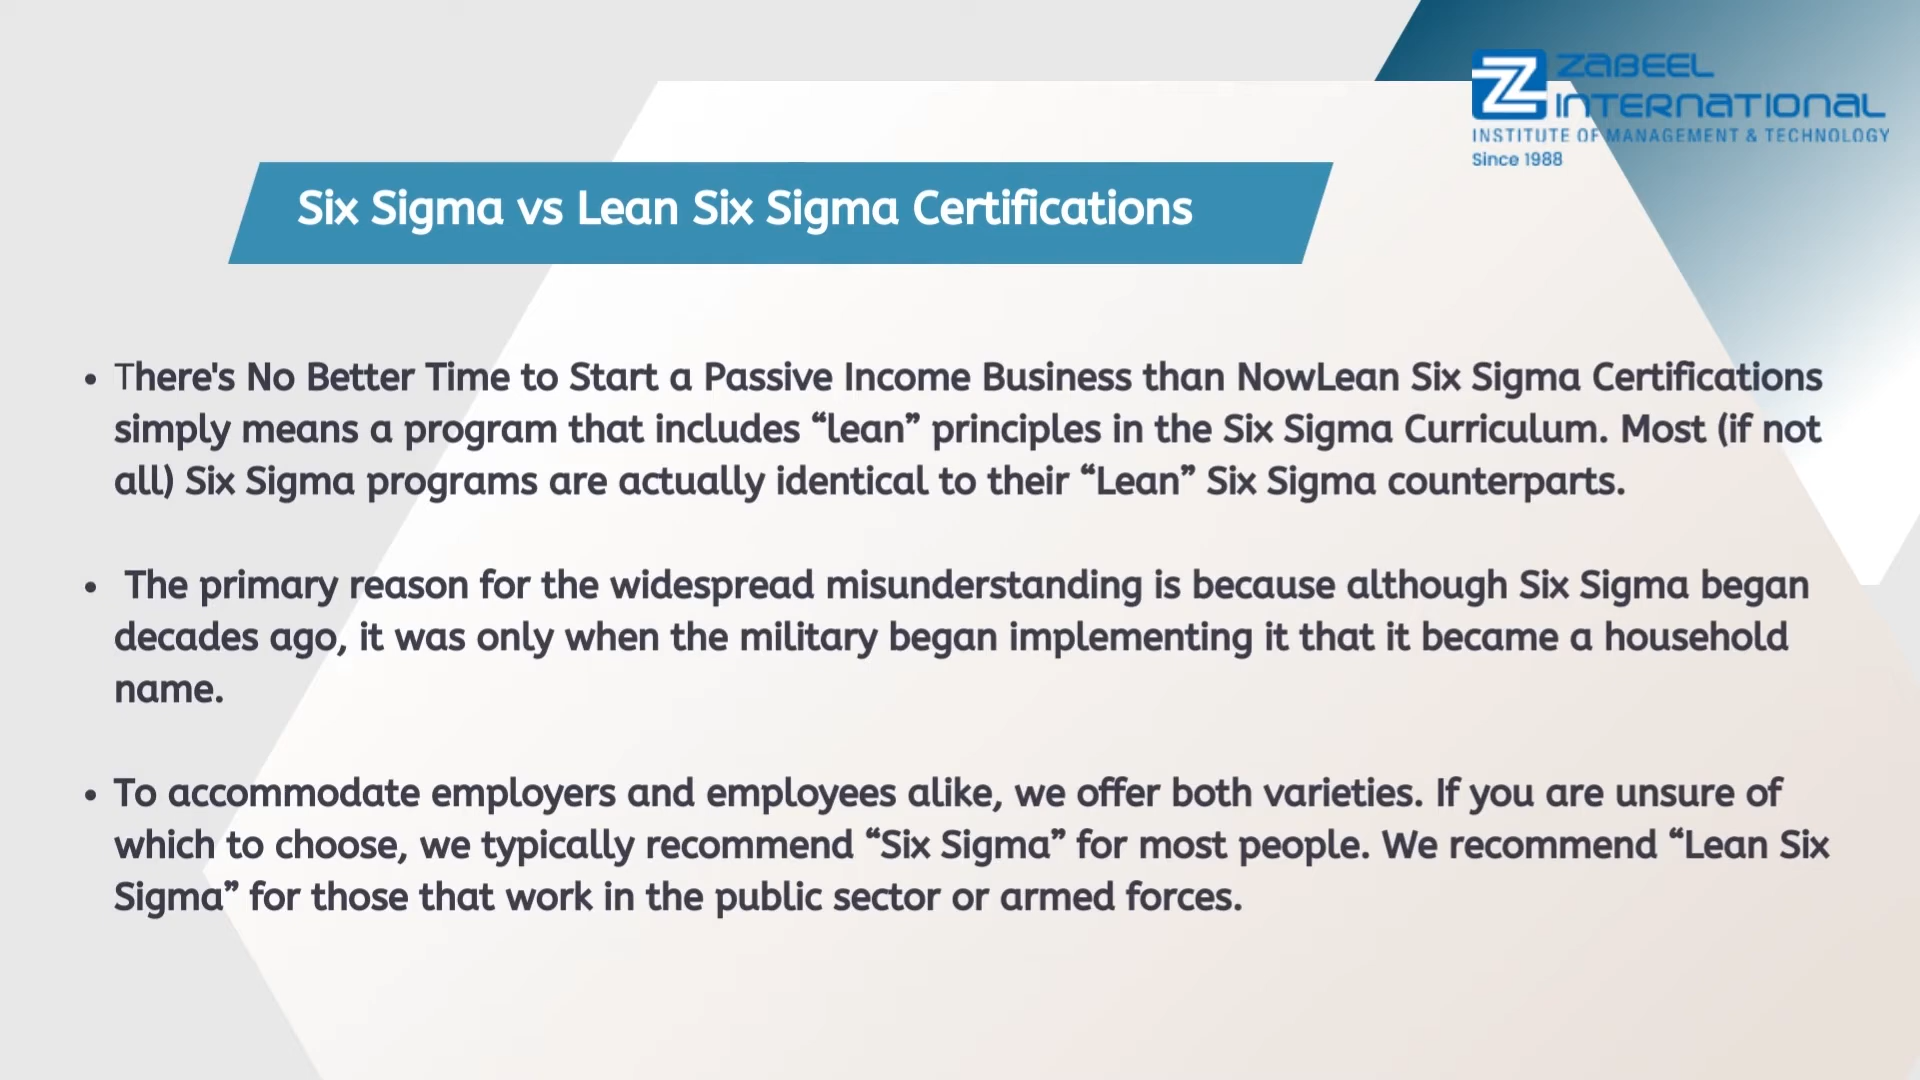 ZABEEL
INTERNATIONAL
INSTITUTE OF MANAGEMENT & TECHNOLOGY
Since 1988
Six Sigma vs Lean Six Sigma Certifications
• There's No Better Time to Start a Passive Income Business than NowLean Six Sigma Certifications
simply means a program that includes “lean” principles in the Six Sigma Curriculum. Most (if not
all) Six Sigma programs are actually identical to their “Lean” Six Sigma counterparts.
• The primary reason for the widespread misunderstanding is because although Six Sigma began
decades ago, it was only when the military began implementing it that it became a household
name.
• To accommodate employers and employees alike, we offer both varieties. If you are unsure of
which to choose, we typically recommend “Six Sigma” for most people. We recommend “Lean Six
Sigma” for those that work in the public sector or armed forces.